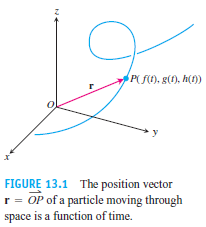 z
P(f(t), g(t), h(t))
r
O
y
x
FIGURE 13.1 The position vector
r = OP of a particle moving through
space is a function of time.